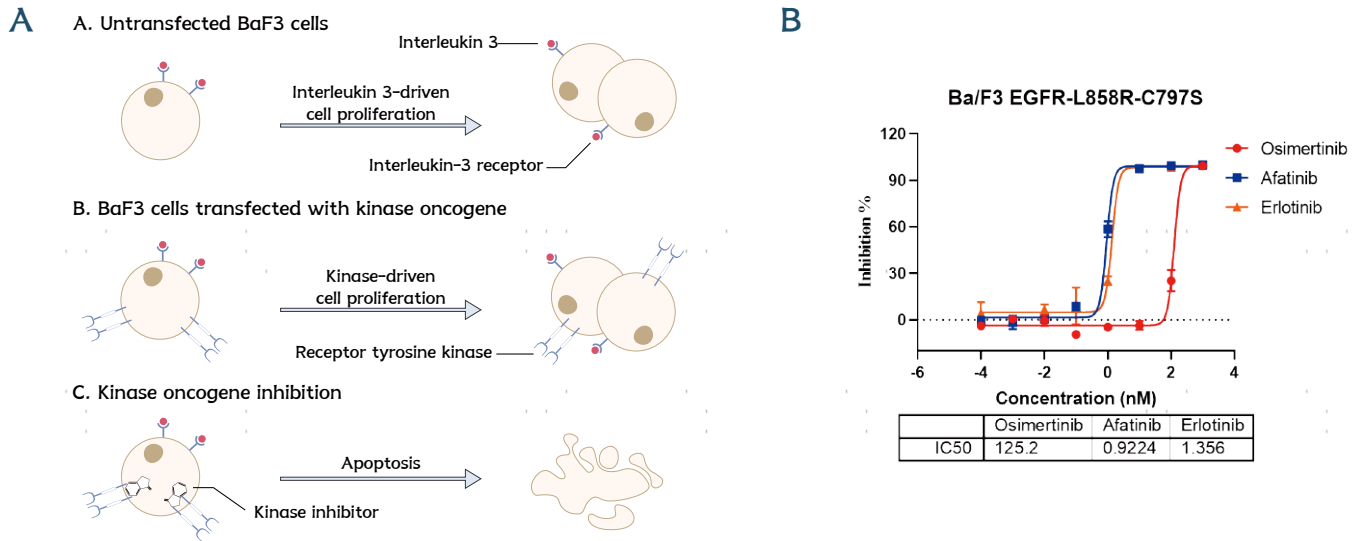 A
A. Untransfected BaF3 cells
Interleukin 3
Interleukin 3-driven
cell proliferation
Interleukin-3 receptor
B. BaF3 cells transfected with kinase oncogene
Kinase-driven
cell proliferation
Receptor tyrosine kinase
C. Kinase oncogene inhibition
Apoptosis
Kinase inhibitor
B
Ba/F3 EGFR-L858R-C797S
120
90
60
30
0
Inhibition %
-6 -4 -2 0 2 4
Concentration (nM)
Osimertinib
Afatinib
Erlotinib
Osimertinib Afatinib Erlotinib
IC50 125.2 0.9224 1.356